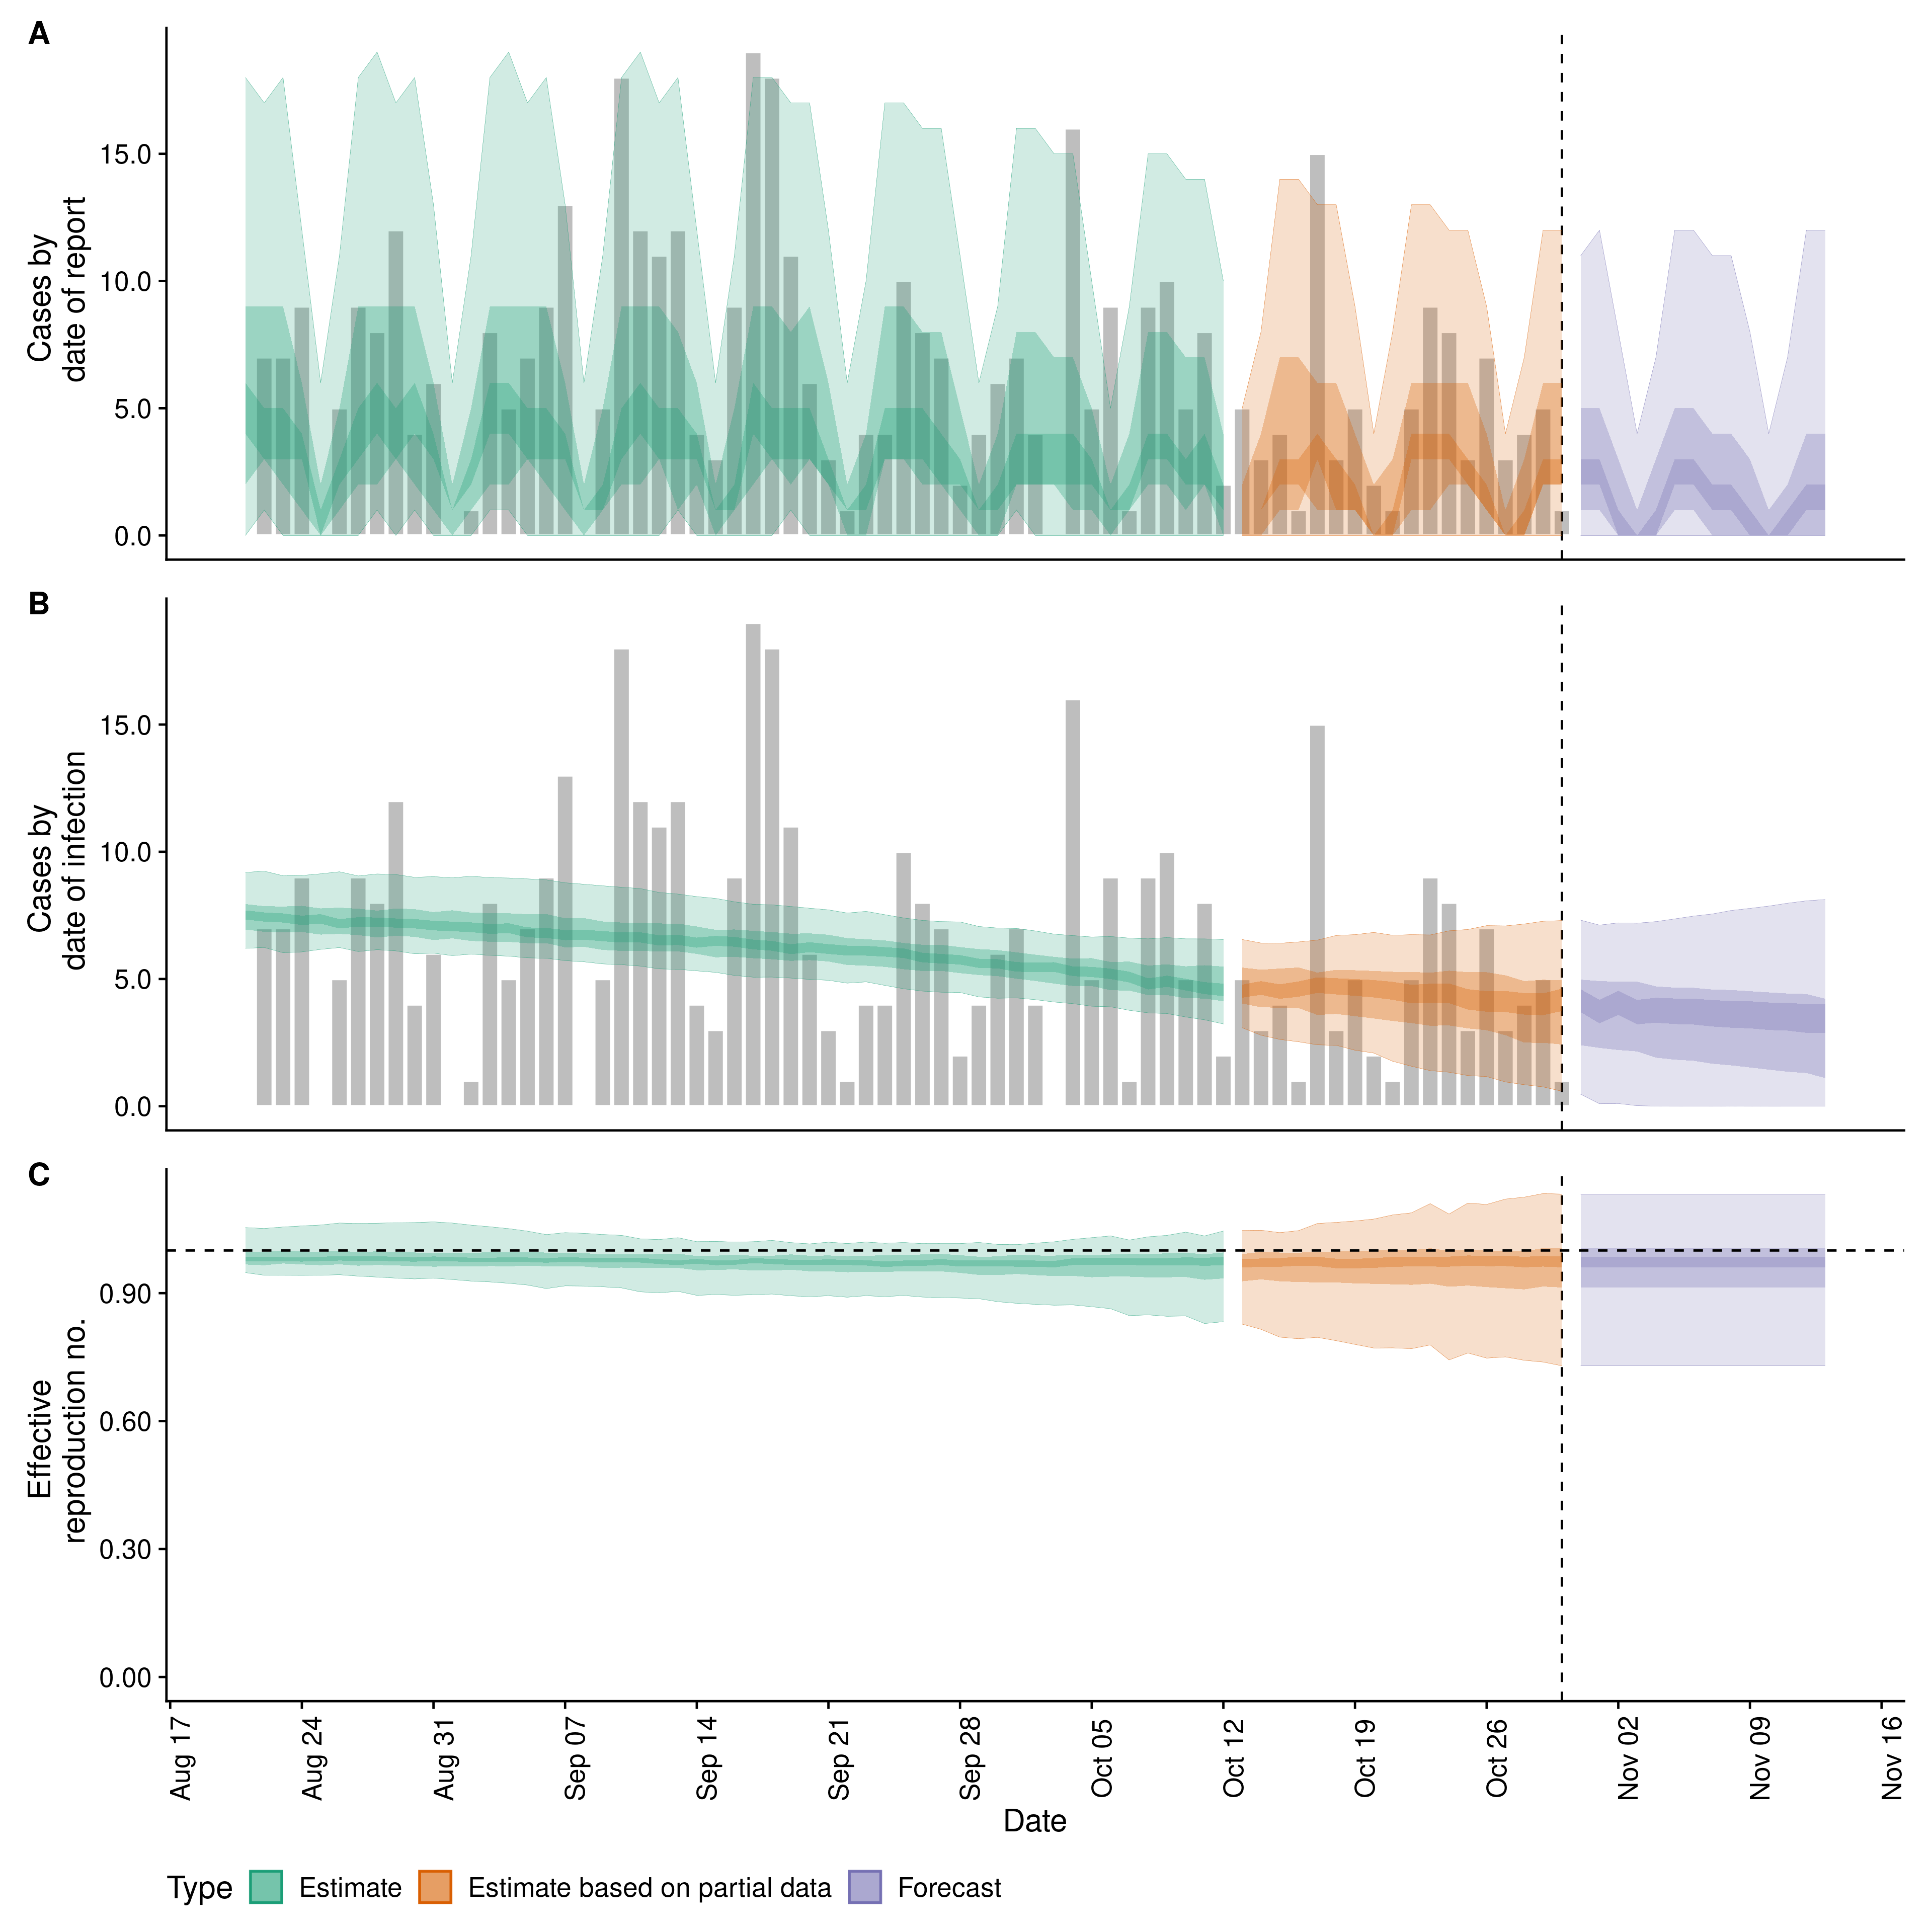 A
Cases by
date of report
15.0
10.0
5.0
0.0
B
Cases by
date of infection
15.0
10.0
5.0
0.0
C
Effective
reproduction no.
0.90
0.60
0.30
0.00
Aug 17
Aug 24
Aug 31
Sep 07
Sep 14
Sep 21
Sep 28
Oct 05
Oct 12
Oct 19
Oct 26
Nov 02
Nov 09
Nov 16
Date
Type Estimate Estimate based on partial data Forecast